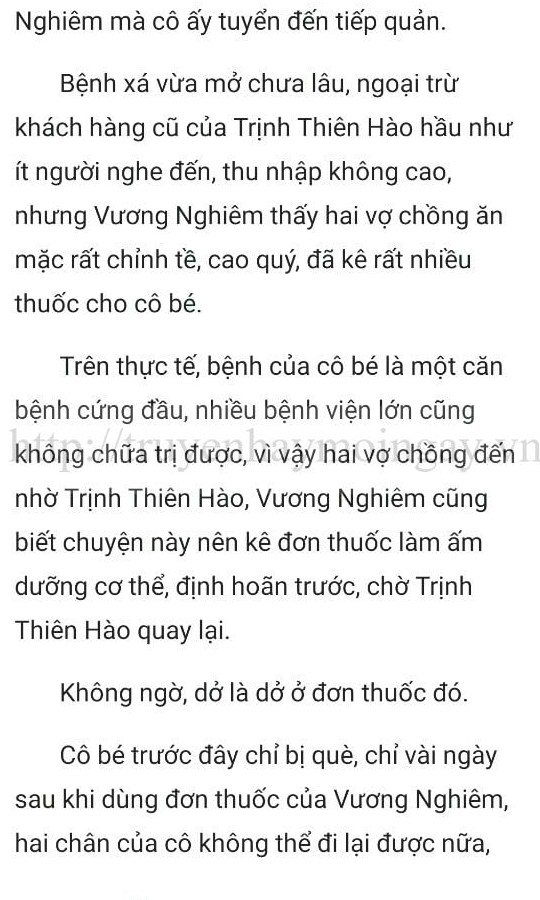 Nghiêm mà cô ấy tuyển đến tiếp quản.
Bệnh xá vừa mở chưa lâu, ngoại trừ
khách hàng cũ của Trịnh Thiên Hào hầu như
ít người nghe đến, thu nhập không cao,
nhưng Vương Nghiêm thấy hai vợ chồng ăn
mặc rất chỉnh tề, cao quý, đã kê rất nhiều
thuốc cho cô bé.
Trên thực tế, bệnh của cô bé là một căn
bệnh cứng đầu, nhiều bệnh viện lớn cũng
http://truyenhaymoingay.vn
không chữa trị được, vì vậy hai vợ chồng đến
nhờ Trịnh Thiên Hào, Vương Nghiêm cũng
biết chuyện này nên kê đơn thuốc làm ấm
dưỡng cơ thể, định hoãn trước, chờ Trịnh
Thiên Hào quay lại.
Không ngờ, dở là dở ở đơn thuốc đó.
Cô bé trước đây chỉ bị què, chỉ vài ngày
sau khi dùng đơn thuốc của Vương Nghiêm,
hai chân của cô không thể đi lại được nữa,